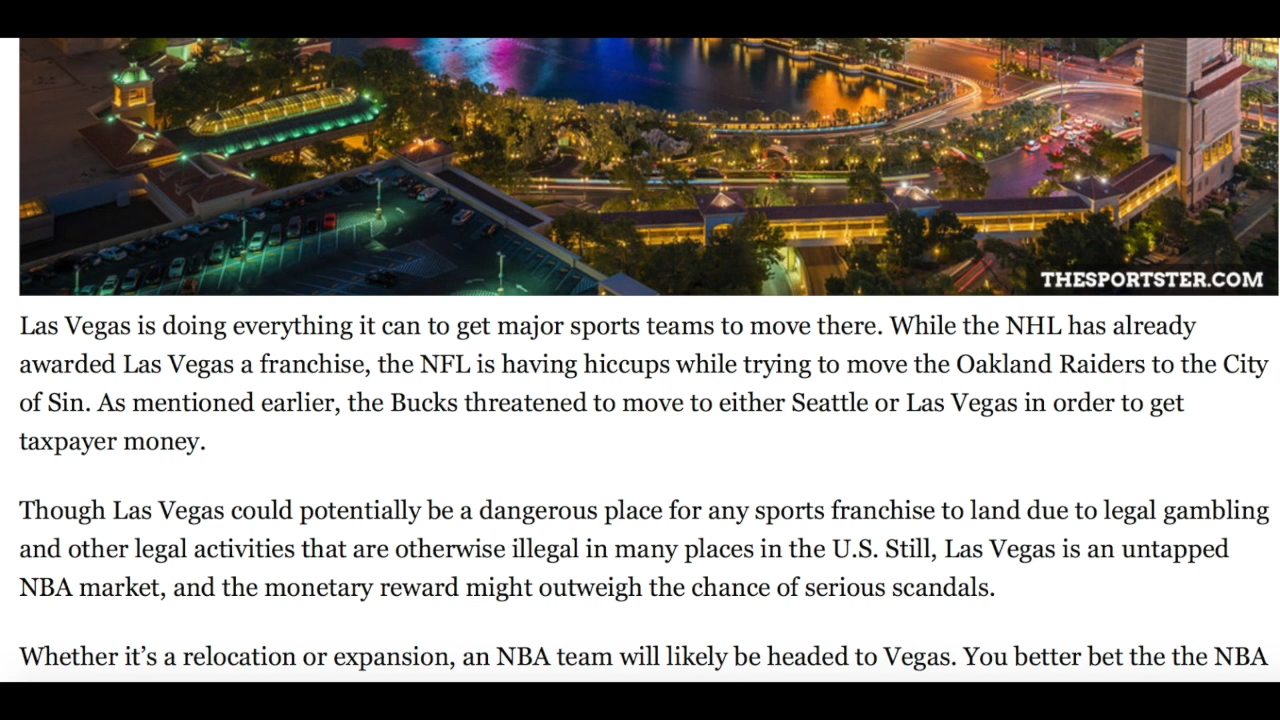 THESPORTSTER.COM
Las Vegas is doing everything it can to get major sports teams to move there. While the NHL has already
awarded Las Vegas a franchise, the NFL is having hiccups while trying to move the Oakland Raiders to the City
of Sin. As mentioned earlier, the Bucks threatened to move to either Seattle or Las Vegas in order to get
taxpayer money.
Though Las Vegas could potentially be a dangerous place for any sports franchise to land due to legal gambling
and other legal activities that are otherwise illegal in many places in the U.S. Still, Las Vegas is an untapped
NBA market, and the monetary reward might outweigh the chance of serious scandals.
Whether it’s a relocation or expansion, an NBA team will likely be headed to Vegas. You better bet the the NBA